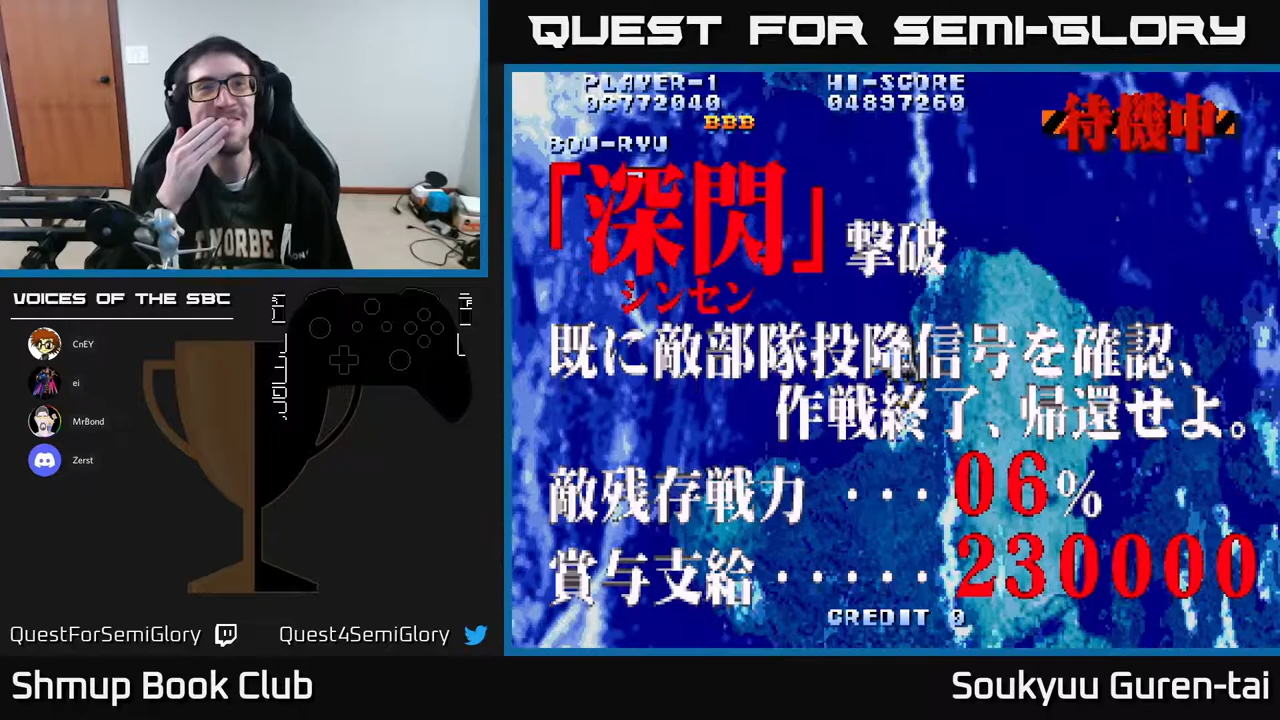 QUEST FOR SEMI-GLORY
PLAYER-1
HI-SCORE
06772040
04897260
BBB
待機中
BOU-RYU
「深閃」撃破
シンセン
既に敵部隊投降信号を確認、
作戦終了、帰還せよ。
敵残存戦力 ・・・06%
賞与支給・・・・・230000
CREDIT 9
VOICES OF THE SBC
CnEY
ei
MrBond
Zerst
QuestForSemiGlory
Quest4SemiGlory
Shmup Book Club
Soukyuu Guren-tai